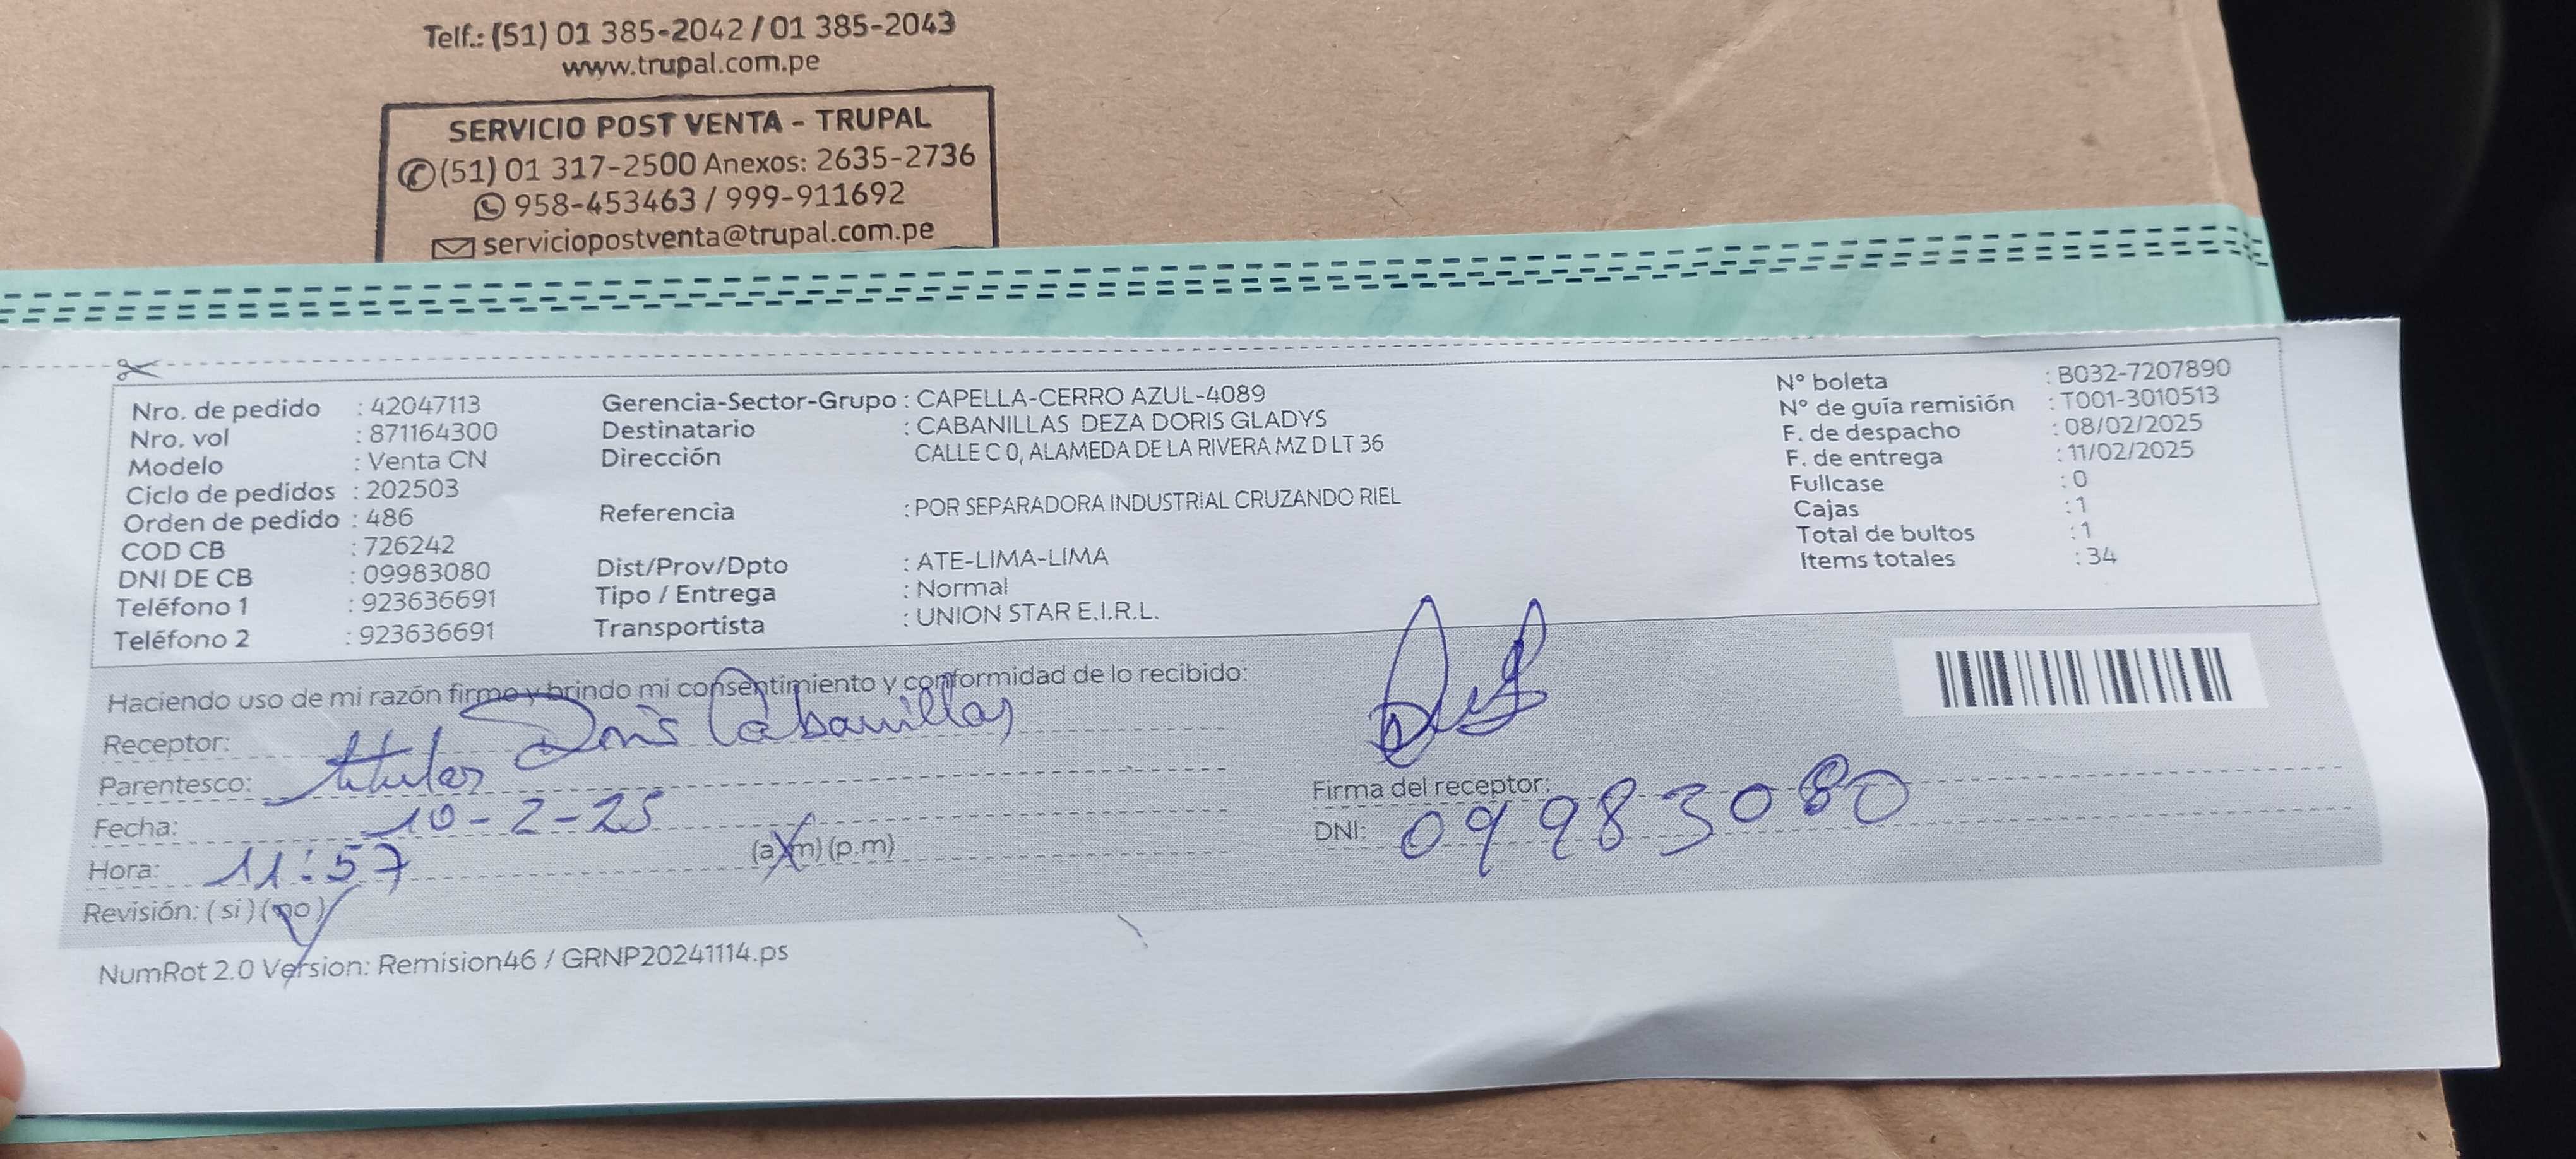 Telf.: (51) 01 385-2042 / 01 385-2043
www.trupal.com.pe
SERVICIO POST VENTA - TRUPAL
(51) 01 317-2500 Anexos: 2635-2736
958-453463 / 999-911692
serviciopostventa@trupal.com.pe
Nro. de pedido : 42047113
Nro. vol : 871164300
Modelo : Venta CN
Ciclo de pedidos : 202503
Orden de pedido : 486
COD CB : 726242
DNI DE CB : 09983080
Teléfono 1 : 923636691
Teléfono 2 : 923636691
Gerencia-Sector-Grupo : CAPELLA-CERRO AZUL-4089
Destinatario : CABANILLAS DEZA DORIS GLADYS
Dirección CALLE C 0, ALAMEDA DE LA RIVERA MZ D LT 36
Referencia : POR SEPARADORA INDUSTRIAL CRUZANDO RIEL
Dist/Prov/Dpto : ATE-LIMA-LIMA
Tipo / Entrega : Normal
Transportista : UNION STAR E.I.R.L.
N° boleta : B032-7207890
N° de guía remisión : T001-3010513
F. de despacho : 08/02/2025
F. de entrega : 11/02/2025
Fullcase : 0
Cajas : 1
Total de bultos : 1
Items totales : 34
Haciendo uso de mi razón firmo y brindo mi consentimiento y conformidad de lo recibido:
Receptor: Doris Cabanillas
Parentesco: titular
Fecha: 10-2-25
Hora: 11:57 (a.m) (p.m)
Revisión: (si) (no)
Firma del receptor:
DNI: 09983080
NumRot 2.0 Version: Remision46 / GRNP20241114.ps